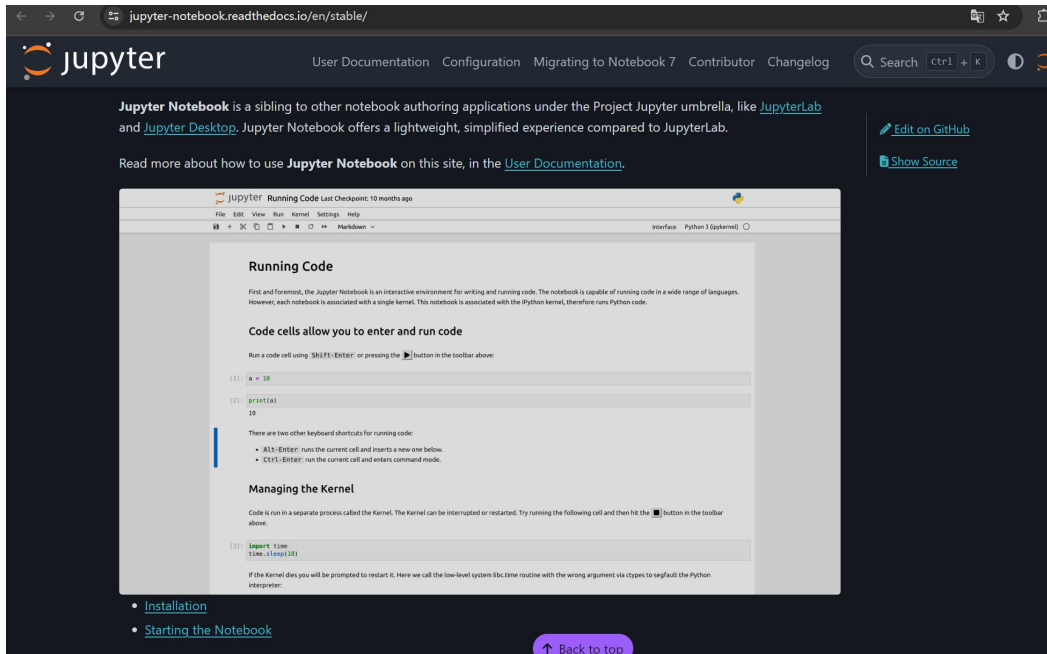 jupyter-notebook.readthedocs.io/en/stable/
jupyter
User Documentation Configuration Migrating to Notebook 7 Contributor Changelog
Search Ctrl + K
Jupyter Notebook is a sibling to other notebook authoring applications under the Project Jupyter umbrella, like JupyterLab
and Jupyter Desktop. Jupyter Notebook offers a lightweight, simplified experience compared to JupyterLab.
Read more about how to use Jupyter Notebook on this site, in the User Documentation.
Edit on GitHub
Show Source
jupyter Running Code Last Checkpoint: 10 months ago
File Edit View Run Kernel Settings Help
Markdown
Interface Python 3 (ipykernel)
Running Code
First and foremost, the Jupyter Notebook is an interactive environment for writing and running code. The notebook is capable of running code in a wide range of languages.
However, each notebook is associated with a single kernel. This notebook is associated with the IPython kernel, therefore runs Python code.
Code cells allow you to enter and run code
Run a code cell using Shift-Enter or pressing the button in the toolbar above:
[1]: a = 10
[2]: print(a)
10
There are two other keyboard shortcuts for running code:
• Alt-Enter runs the current cell and inserts a new one below.
• Ctrl-Enter run the current cell and enters command mode.
Managing the Kernel
Code is run in a separate process called the Kernel. The Kernel can be interrupted or restarted. Try running the following cell and then hit the button in the toolbar
above.
[3]: import time
time.sleep(10)
If the Kernel dies you will be prompted to restart it. Here we call the low-level system libc.time routine with the wrong argument via ctypes to segfault the Python
interpreter:
• Installation
• Starting the Notebook
Back to top